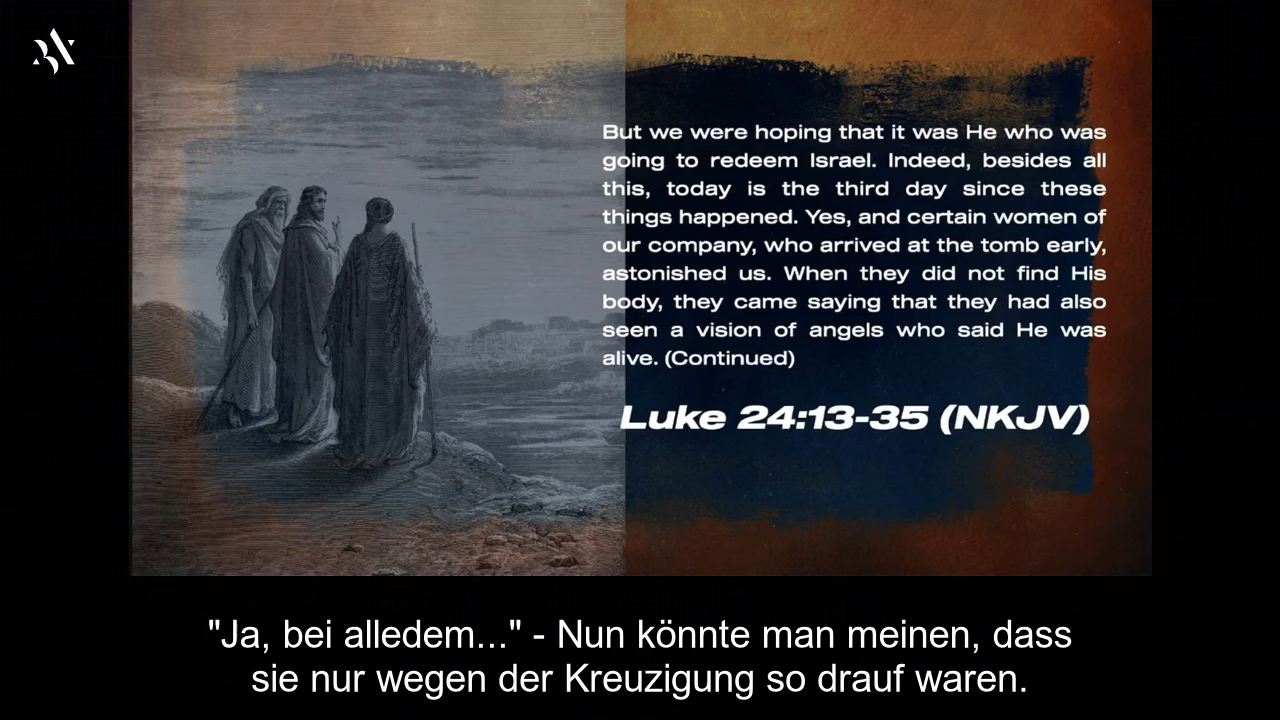 But we were hoping that it was He who was
going to redeem Israel. Indeed, besides all
this, today is the third day since these
things happened. Yes, and certain women of
our company, who arrived at the tomb early,
astonished us. When they did not find His
body, they came saying that they had also
seen a vision of angels who said He was
alive. (Continued)
Luke 24:13-35 (NKJV)
"Ja, bei alledem..." - Nun könnte man meinen, dass
sie nur wegen der Kreuzigung so drauf waren.